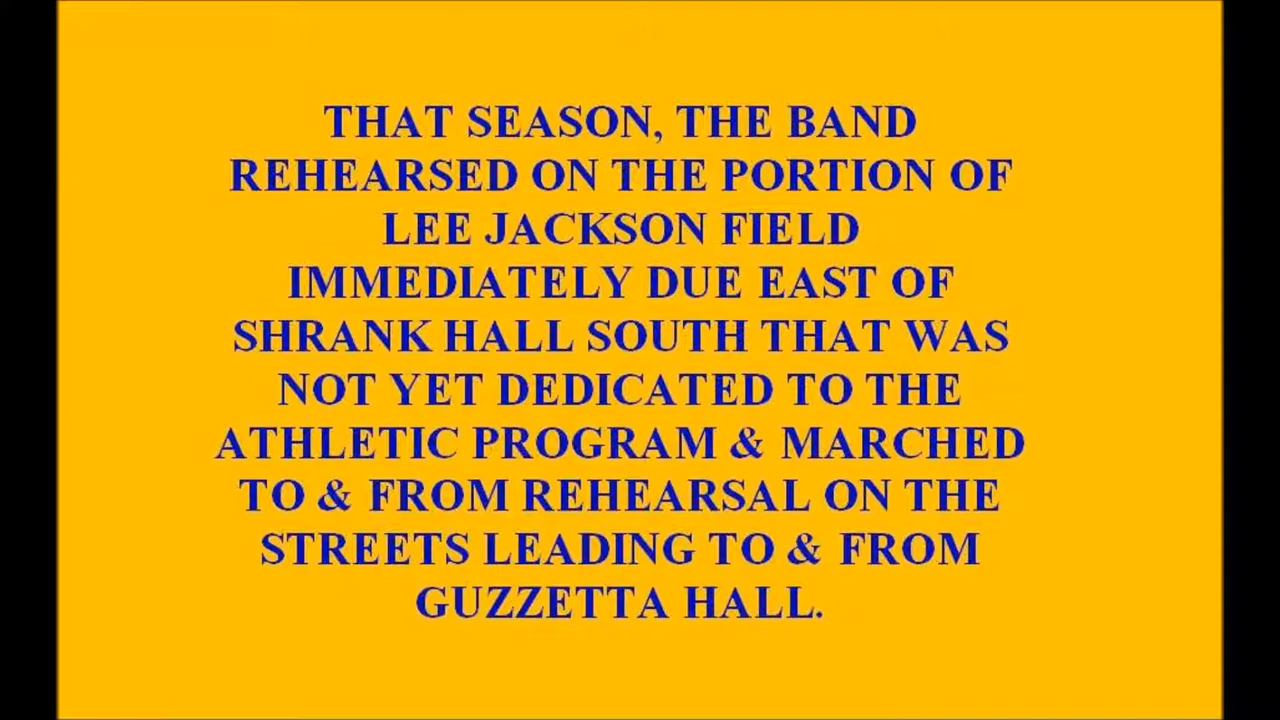 THAT SEASON, THE BAND
REHEARSED ON THE PORTION OF
LEE JACKSON FIELD
IMMEDIATELY DUE EAST OF
SHRANK HALL SOUTH THAT WAS
NOT YET DEDICATED TO THE
ATHLETIC PROGRAM & MARCHED
TO & FROM REHEARSAL ON THE
STREETS LEADING TO & FROM
GUZZETTA HALL.